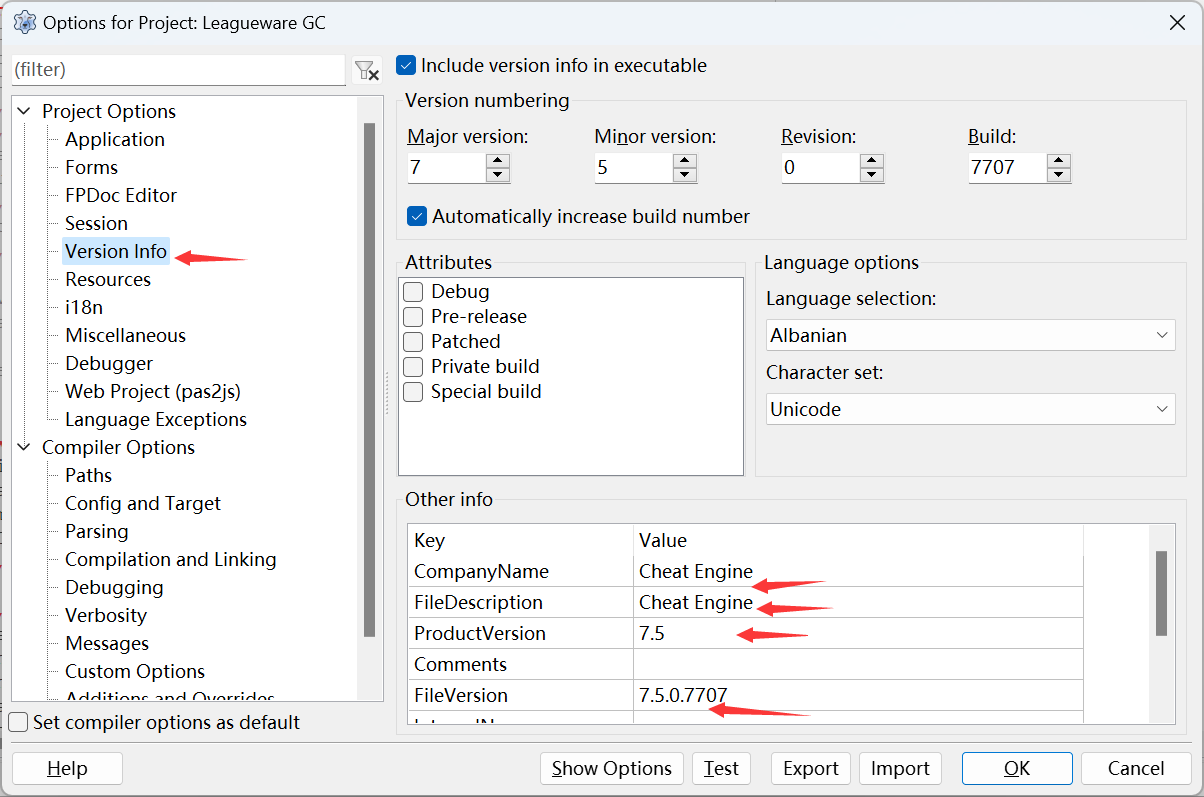 Options for Project: Leagueware GC
(filter)
Project Options
Application
Forms
FPDoc Editor
Session
Version Info
Resources
i18n
Miscellaneous
Debugger
Web Project (pas2js)
Language Exceptions
Compiler Options
Paths
Config and Target
Parsing
Compilation and Linking
Debugging
Verbosity
Messages
Custom Options
Additions and Overrides
Set compiler options as default
Include version info in executable
Version numbering
Major version: Minor version: Revision: Build:
7 5 0 7707
Automatically increase build number
Attributes
Debug
Pre-release
Patched
Private build
Special build
Language options
Language selection:
Albanian
Character set:
Unicode
Other info
Key Value
CompanyName Cheat Engine
FileDescription Cheat Engine
ProductVersion 7.5
Comments
FileVersion 7.5.0.7707
Help Show Options Test Export Import OK Cancel